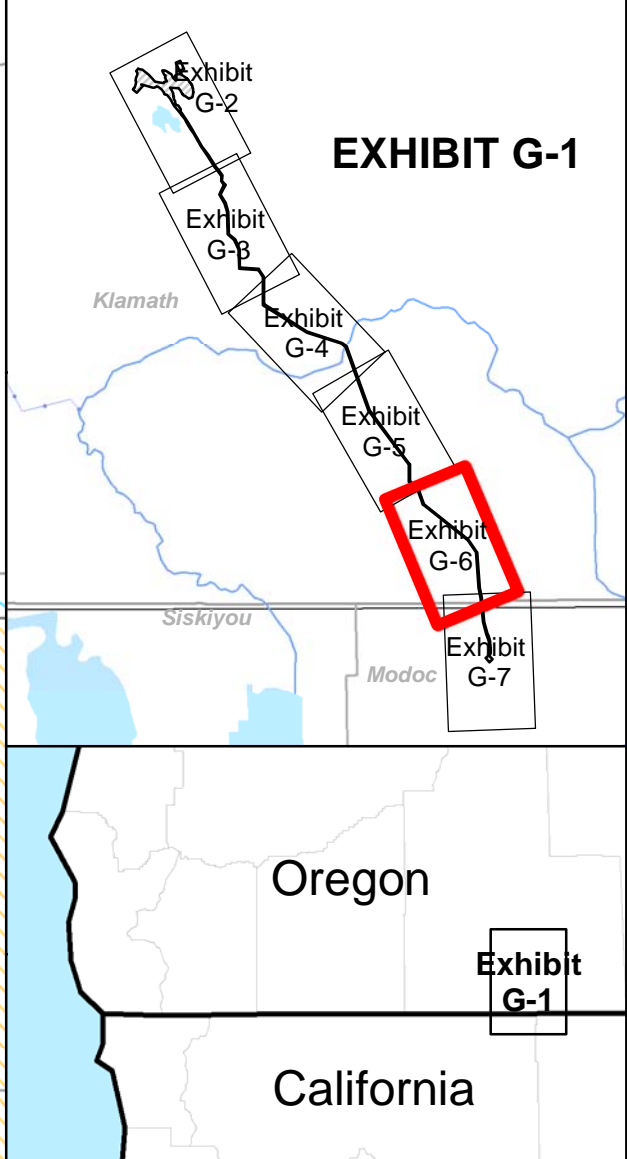 Exhibit
G-2
EXHIBIT G-1
Exhibit
G-3
Klamath
Exhibit
G-4
Exhibit
G-5
Exhibit
G-6
Siskiyou
Exhibit
G-7
Modoc
Oregon
Exhibit
G-1
California